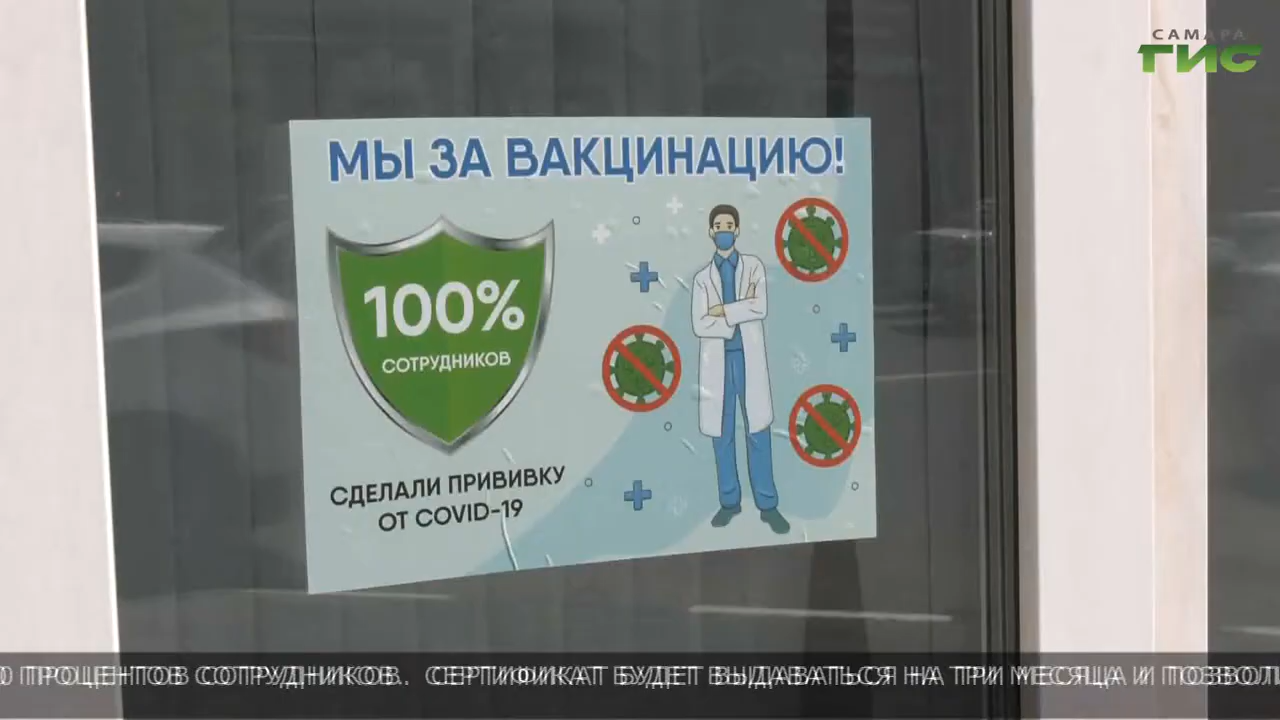 САМАРА
ГИС
МЫ ЗА ВАКЦИНАЦИЮ!
100%
СОТРУДНИКОВ
СДЕЛАЛИ ПРИВИВКУ
ОТ COVID-19
ПРОЦЕНТОВ СОТРУДНИКОВ. СЕРТИФИКАТ БУДЕТ ВЫДАВАТЬСЯ НА ТРИ МЕСЯЦА И